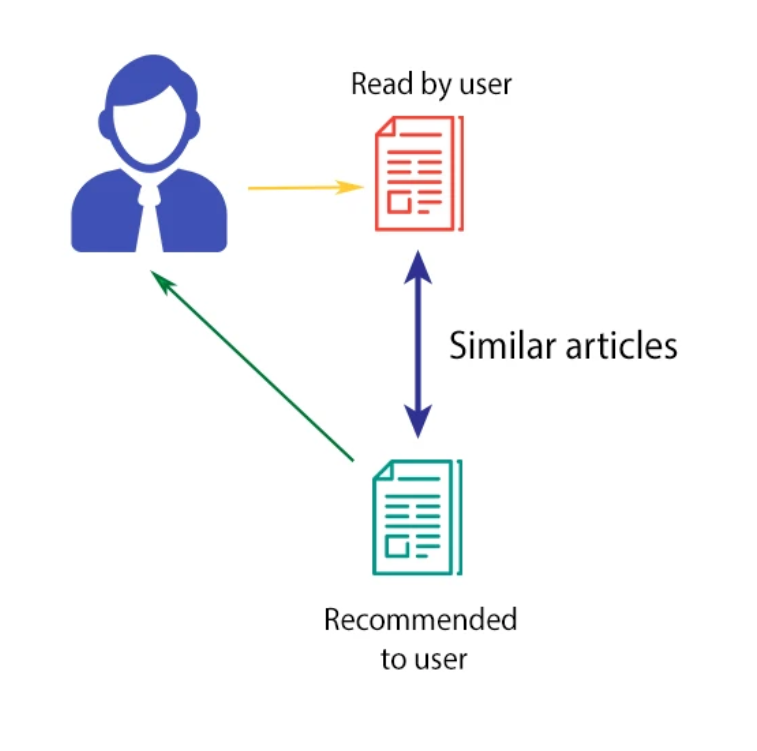 Read by user
Similar articles
Recommended
to user